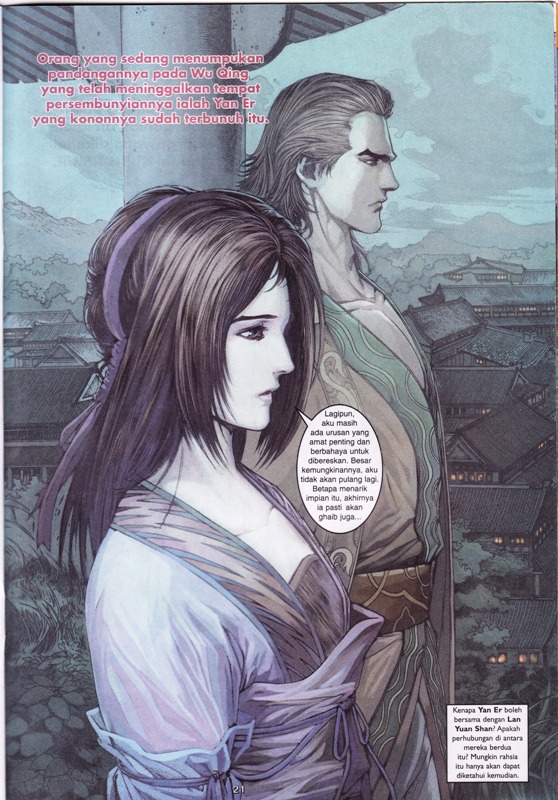 Orang yang sedang menumpukan
pandangannya pada Wu Qing
yang telah meninggalkan tempat
persembunyiannya ialah Yan Er
yang kononnya sudah terbunuh itu.
Lagipun,
aku masih
ada urusan yang
amat penting dan
berbahaya untuk
dibereskan. Besar
kemungkinannya, aku
tidak akan pulang lagi.
Betapa menarik
impian itu, akhirnya
ia pasti akan
ghaib juga...
Kenapa Yan Er boleh
bersama dengan Lan
Yuan Shan? Apakah
perhubungan di antara
mereka berdua
itu? Mungkin rahsia
itu hanya akan dapat
diketahui kemudian.
21